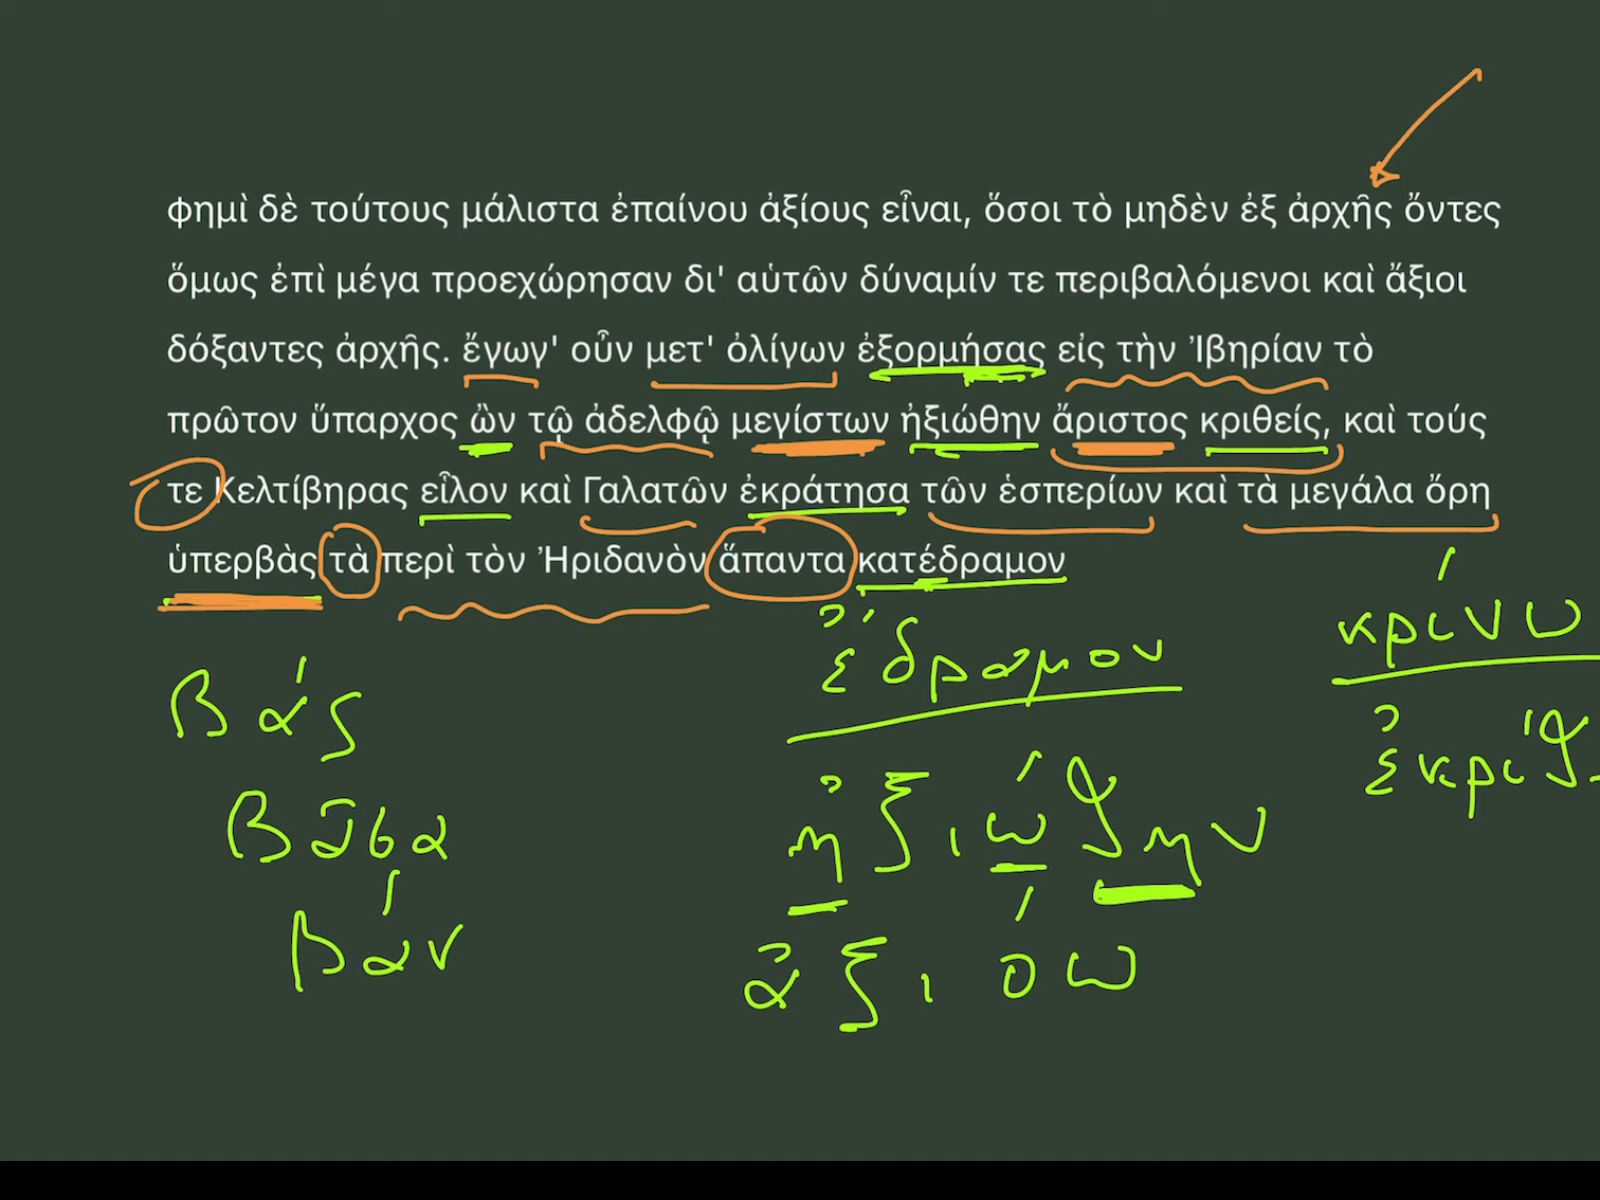 φημὶ δὲ τούτους μάλιστα ἐπαίνου ἀξίους εἶναι, ὅσοι τὸ μηδὲν ἐξ ἀρχῆς ὄντες
ὅμως ἐπὶ μέγα προεχώρησαν δι' αὑτῶν δύναμίν τε περιβαλόμενοι καὶ ἄξιοι
δόξαντες ἀρχῆς. ἔγωγ' οὖν μετ' ὀλίγων ἐξορμήσας εἰς τὴν Ἰβηρίαν τὸ
πρῶτον ὕπαρχος ὢν τῷ ἀδελφῷ μεγίστων ἠξιώθην ἄριστος κριθείς, καὶ τούς
τε Κελτίβηρας εἷλον καὶ Γαλατῶν ἐκράτησα τῶν ἑσπερίων καὶ τὰ μεγάλα ὄρη
ὑπερβὰς τὰ περὶ τὸν Ἠριδανὸν ἅπαντα κατέδραμον
ἔδραμον
κρίνω
βάς
ἐκρίθ
βᾶσα
ἠξιώθην
βάν
ἀξιόω